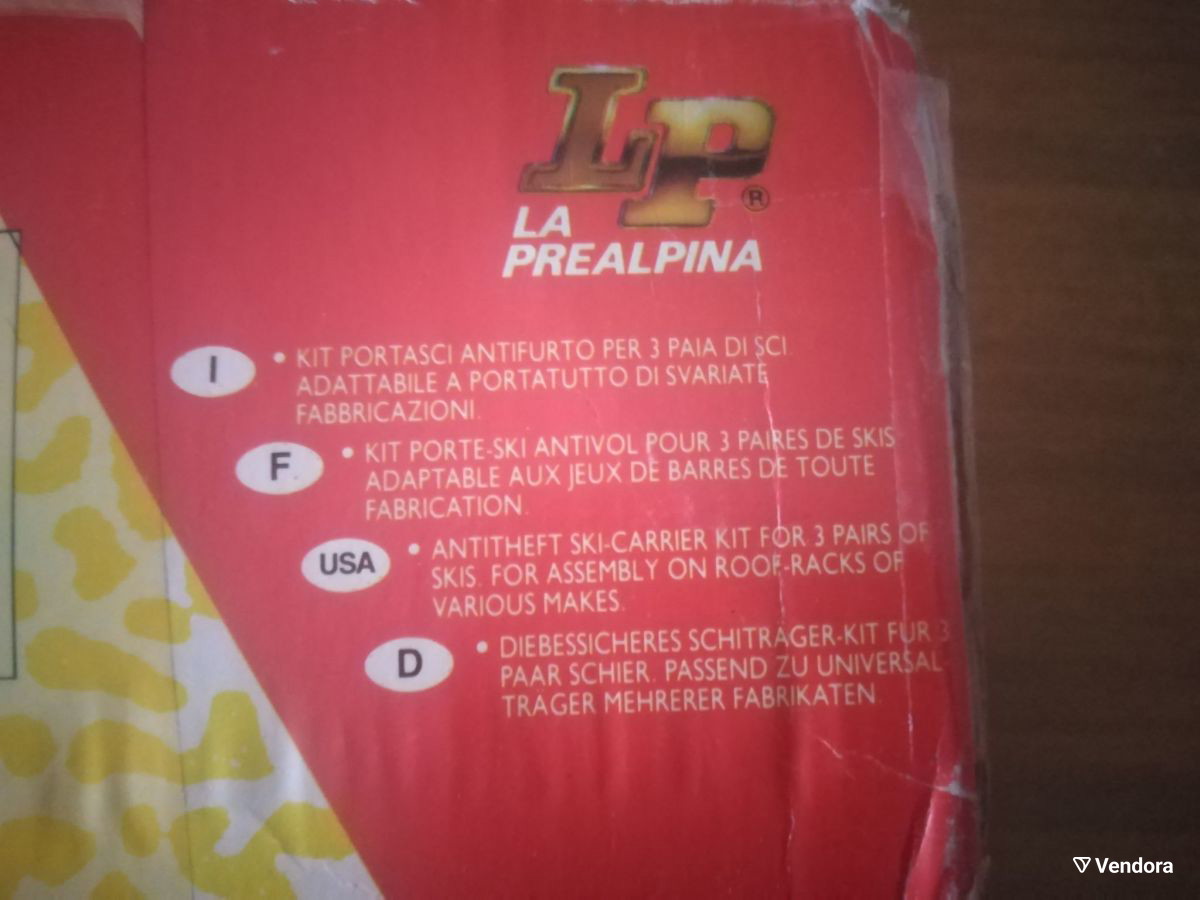 LP®
LA
PREALPINA
I
• KIT PORTASCI ANTIFURTO PER 3 PAIA DI SCI
ADATTABILE A PORTATUTTO DI SVARIATE
FABBRICAZIONI.
F
• KIT PORTE-SKI ANTIVOL POUR 3 PAIRES DE SKIS
ADAPTABLE AUX JEUX DE BARRES DE TOUTE
FABRICATION.
USA
• ANTITHEFT SKI-CARRIER KIT FOR 3 PAIRS OF
SKIS. FOR ASSEMBLY ON ROOF-RACKS OF
VARIOUS MAKES.
D
• DIEBESSICHERES SCHITRAGER-KIT FUR 3
PAAR SCHIER. PASSEND ZU UNIVERSAL
TRAGER MEHRERER FABRIKATEN.
Vendora